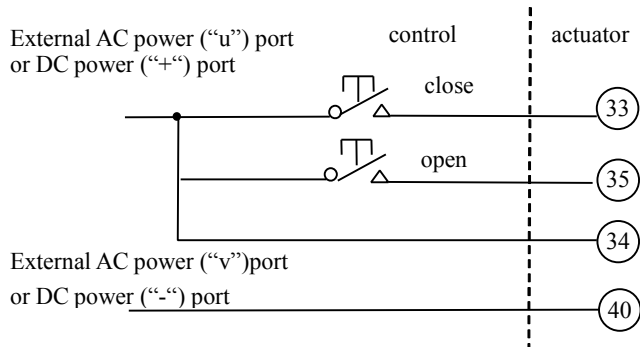 External AC power (“u”) port
or DC power (“+“) port
control
actuator
close
33
open
35
34
External AC power (“v”)port
or DC power (“-“) port
40